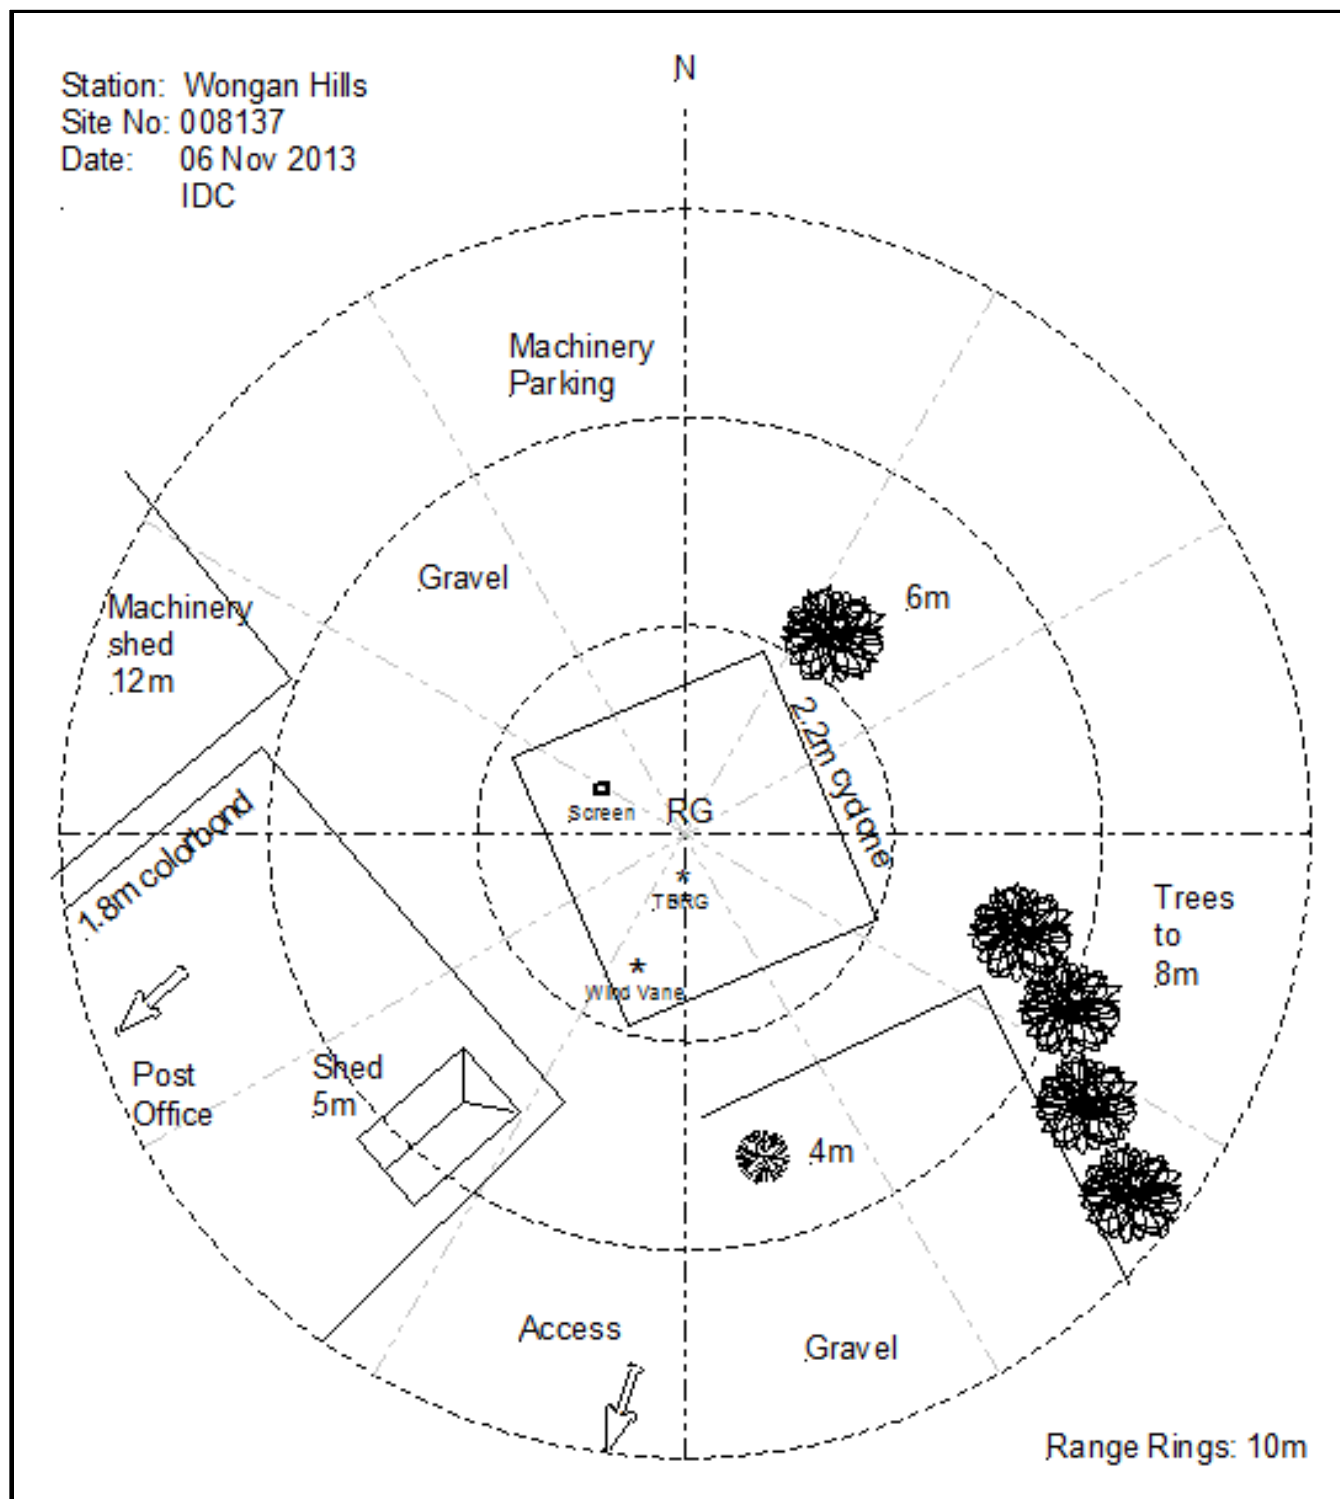 N
Station: Wongan Hills
Site No: 008137
Date: 06 Nov 2013
IDC
Machinery
Parking
Gravel
6m
Machinery
shed
12m
2.2m cyclone
1.8m colorbond
Screen
RG
TBRG
Wind Vane
Trees
to
8m
Post
Office
Shed
5m
4m
Access
Gravel
Range Rings: 10m